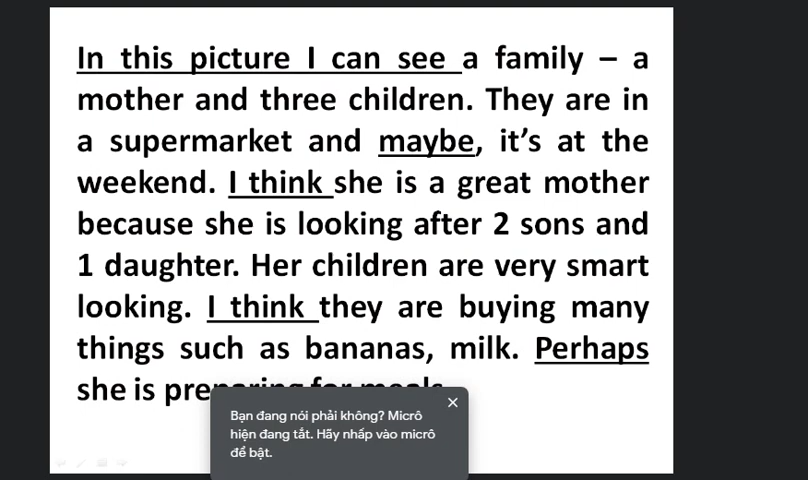 In this picture I can see a family – a
mother and three children. They are in
a supermarket and maybe, it's at the
weekend. I think she is a great mother
because she is looking after 2 sons and
1 daughter. Her children are very smart
looking. I think they are buying many
things such as bananas, milk. Perhaps
she is preparing for meals
Bạn đang nói phải không? Micrô
hiện đang tắt. Hãy nhấp vào micrô
để bật.